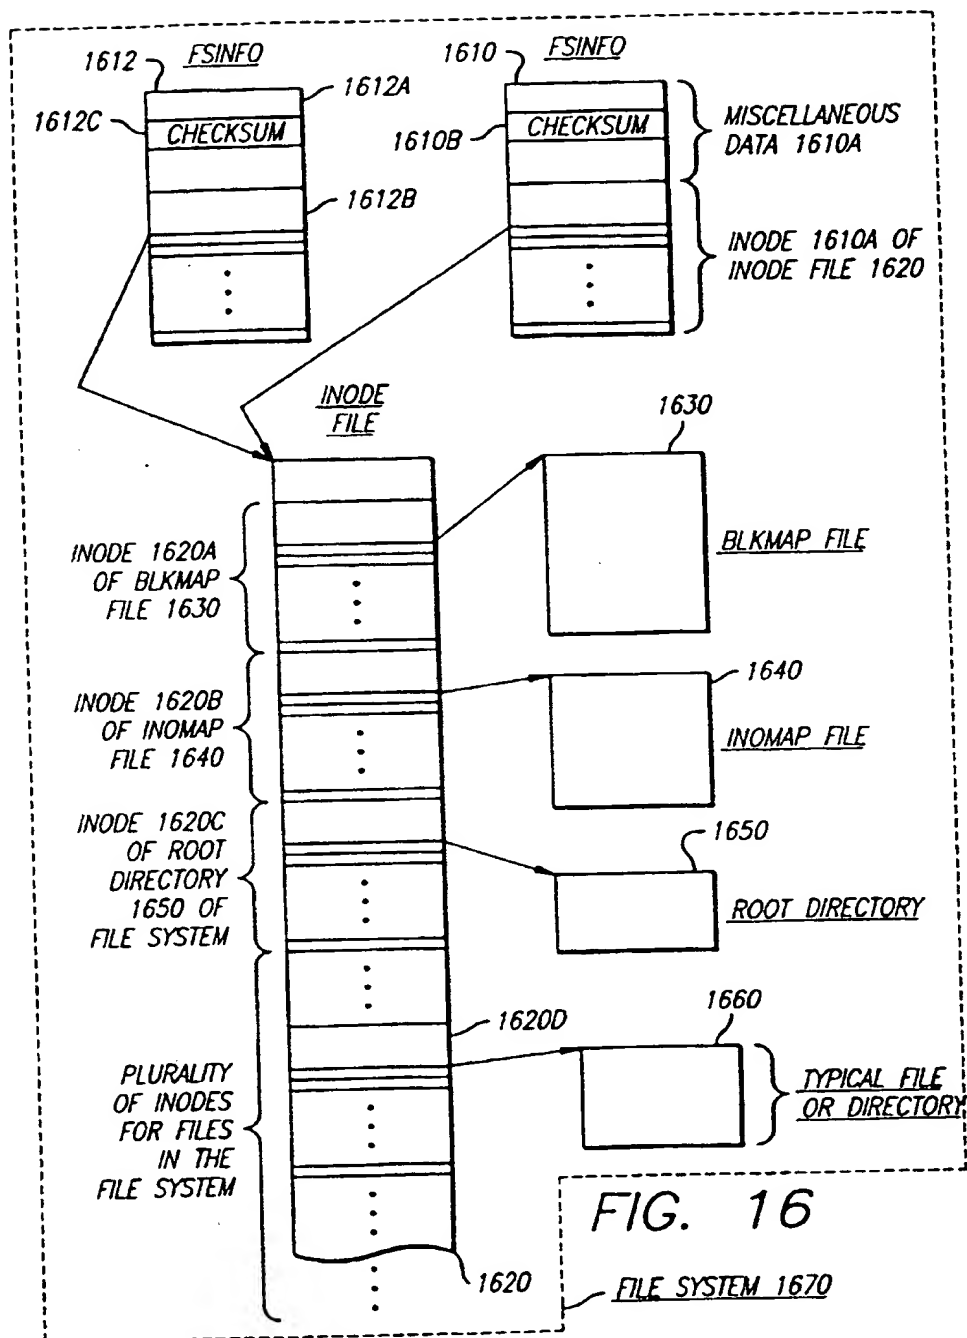 FSINFO
1612
1612A
1612C
CHECKSUM
1612B
FSINFO
1610
1610B
CHECKSUM
MISCELLANEOUS
DATA 1610A
INODE 1610A OF
INODE FILE 1620
INODE
FILE
1630
INODE 1620A
OF BLKMAP
FILE 1630
BLKMAP FILE
1640
INODE 1620B
OF INOMAP
FILE 1640
INOMAP FILE
INODE 1620C
OF ROOT
DIRECTORY
1650 OF
FILE SYSTEM
1650
ROOT DIRECTORY
1620D
1660
PLURALITY
OF INODES
FOR FILES
IN THE
FILE SYSTEM
TYPICAL FILE
OR DIRECTORY
FIG. 16
1620
FILE SYSTEM 1670